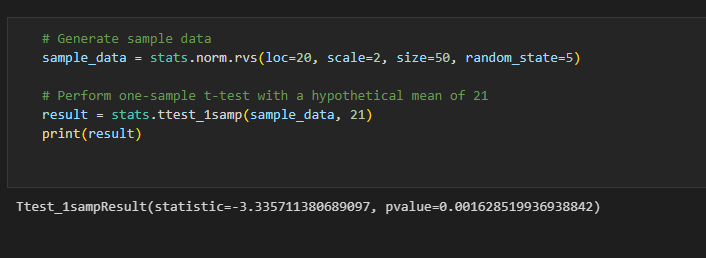 # Generate sample data
sample_data = stats.norm.rvs(loc=20, scale=2, size=50, random_state=5)
# Perform one-sample t-test with a hypothetical mean of 21
result = stats.ttest_1samp(sample_data, 21)
print(result)
Ttest_1sampResult(statistic=-3.335711380689097, pvalue=0.001628519936938842)